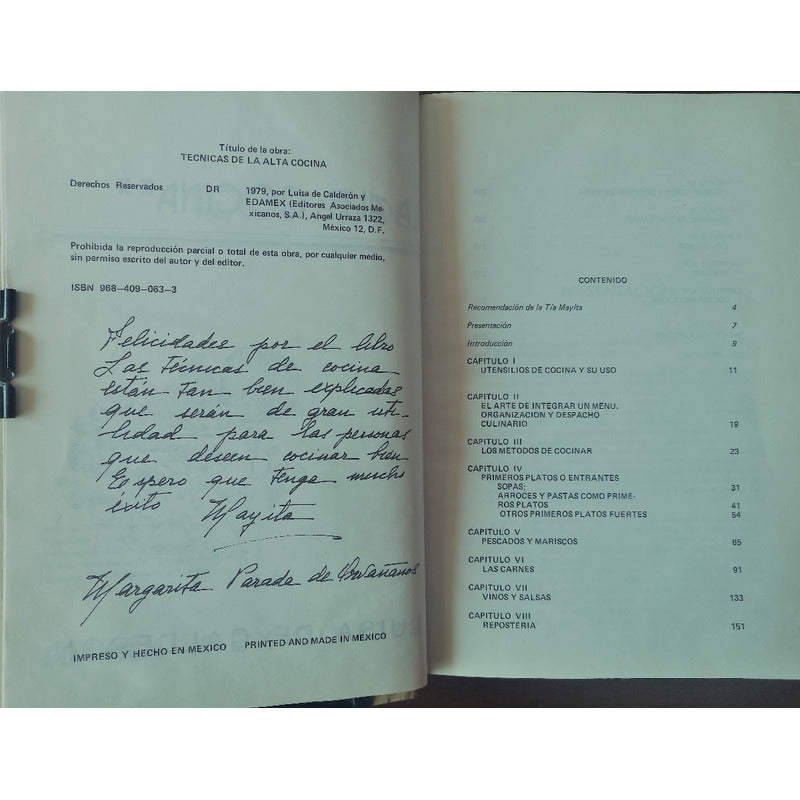 Título de la obra:
TECNICAS DE LA ALTA COCINA
Derechos Reservados DR 1979, por Luisa de Calderón y
EDAMEX (Editores Asociados Me-
xicanos, S.A.), Angel Urraza 1322,
México 12, D.F.
Prohibida la reproducción parcial o total de esta obra, por cualquier medio,
sin permiso escrito del autor y del editor.
ISBN 968-409-063-3
Felicidades por el libro
Las Técnicas de cocina
están tan bien explicadas
que serán de gran uti-
lidad para las personas
que deseen cocinar bien
Espero que tenga mucho
éxito Mayita
Margarita Parada de
IMPRESO Y HECHO EN MEXICO PRINTED AND MADE IN MEXICO
CONTENIDO
Recomendación de la Tía Mayita 4
Presentación 7
Introducción 9
CAPITULO I
UTENSILIOS DE COCINA Y SU USO 11
CAPITULO II
EL ARTE DE INTEGRAR UN MENU.
ORGANIZACION Y DESPACHO
CULINARIO 19
CAPITULO III
LOS METODOS DE COCINAR 23
CAPITULO IV
PRIMEROS PLATOS O ENTRANTES
SOPAS; 31
ARROCES Y PASTAS COMO PRIME-
ROS PLATOS 41
OTROS PRIMEROS PLATOS FUERTES 54
CAPITULO V
PESCADOS Y MARISCOS 65
CAPITULO VI
LAS CARNES 91
CAPITULO VII
VINOS Y SALSAS 133
CAPITULO VIII
REPOSTERIA 151